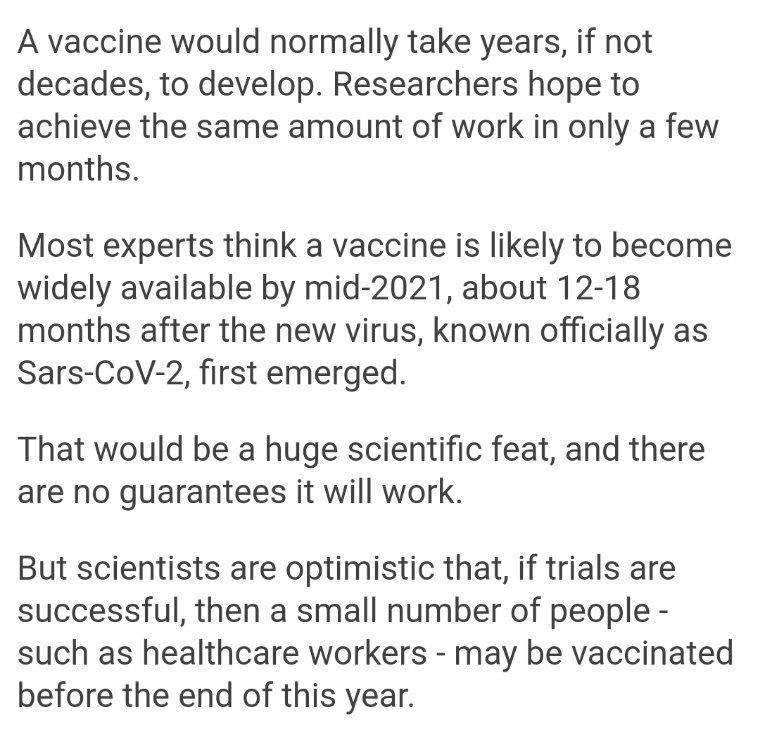 A vaccine would normally take years, if not
decades, to develop. Researchers hope to
achieve the same amount of work in only a few
months.
Most experts think a vaccine is likely to become
widely available by mid-2021, about 12-18
months after the new virus, known officially as
Sars-CoV-2, first emerged.
That would be a huge scientific feat, and there
are no guarantees it will work.
But scientists are optimistic that, if trials are
successful, then a small number of people -
such as healthcare workers - may be vaccinated
before the end of this year.